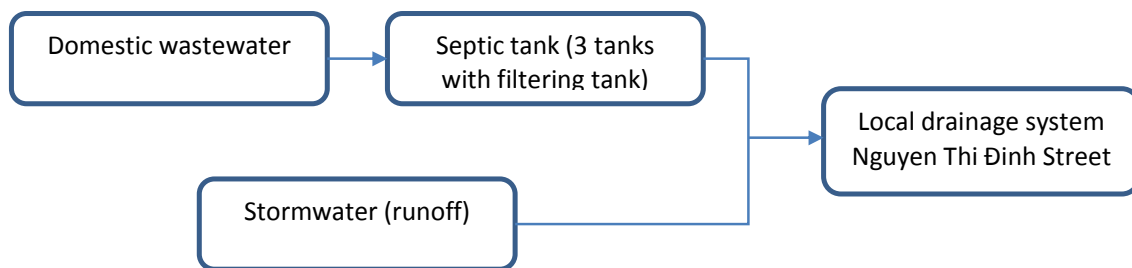 Domestic wastewater
Septic tank (3 tanks
with filtering tank)
Local drainage system
Nguyen Thi Đinh Street
Stormwater (runoff)